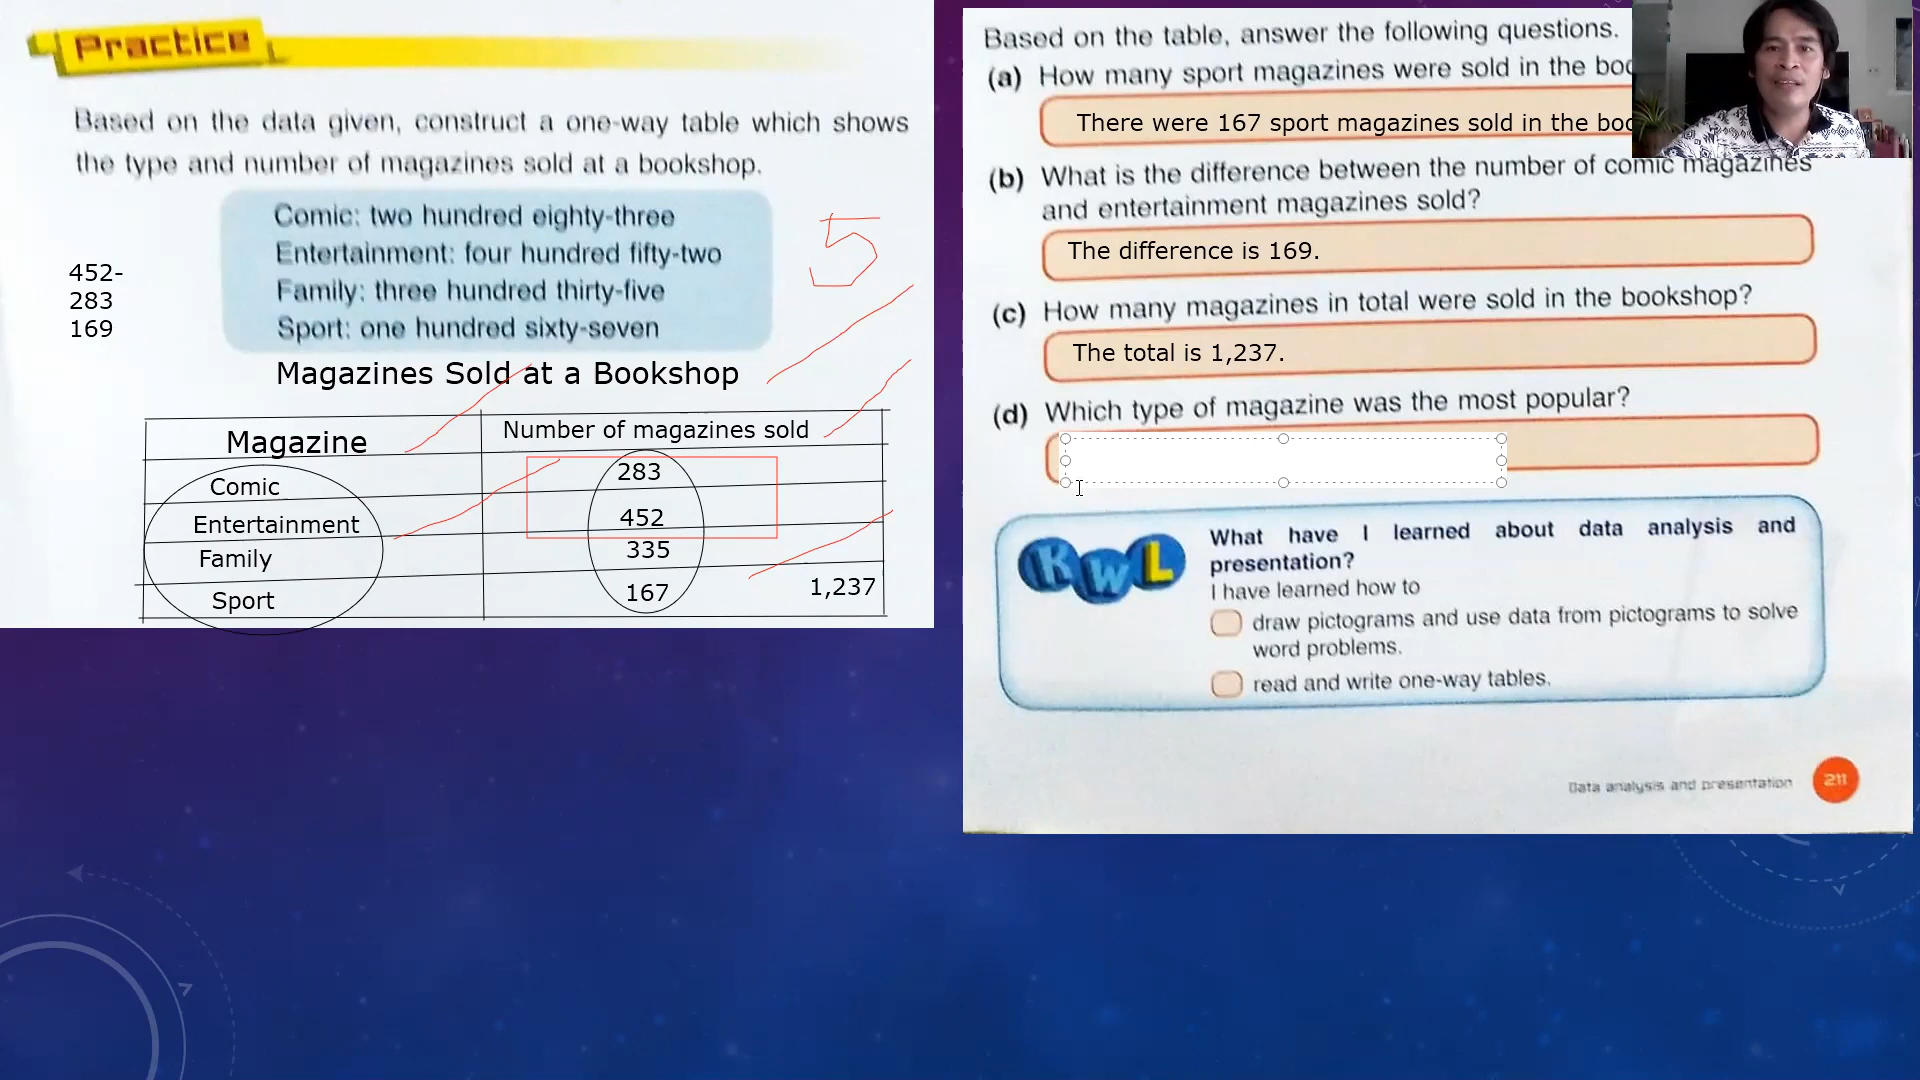 Practice
Based on the data given, construct a one-way table which shows
the type and number of magazines sold at a bookshop.
Comic: two hundred eighty-three
Entertainment: four hundred fifty-two
Family: three hundred thirty-five
Sport: one hundred sixty-seven
5
452-
283
169
Magazines Sold at a Bookshop
Magazine
Number of magazines sold
Comic
283
Entertainment
452
Family
335
Sport
167
1,237
Based on the table, answer the following questions.
(a) How many sport magazines were sold in the
There were 167 sport magazines sold in the
(b) What is the difference between the number of comic magazines
and entertainment magazines sold?
The difference is 169.
(c) How many magazines in total were sold in the bookshop?
The total is 1,237.
(d) Which type of magazine was the most popular?
KWL
What have I learned about data analysis and
presentation?
I have learned how to
draw pictograms and use data from pictograms to solve
word problems.
read and write one-way tables.
Data analysis and presentation
211